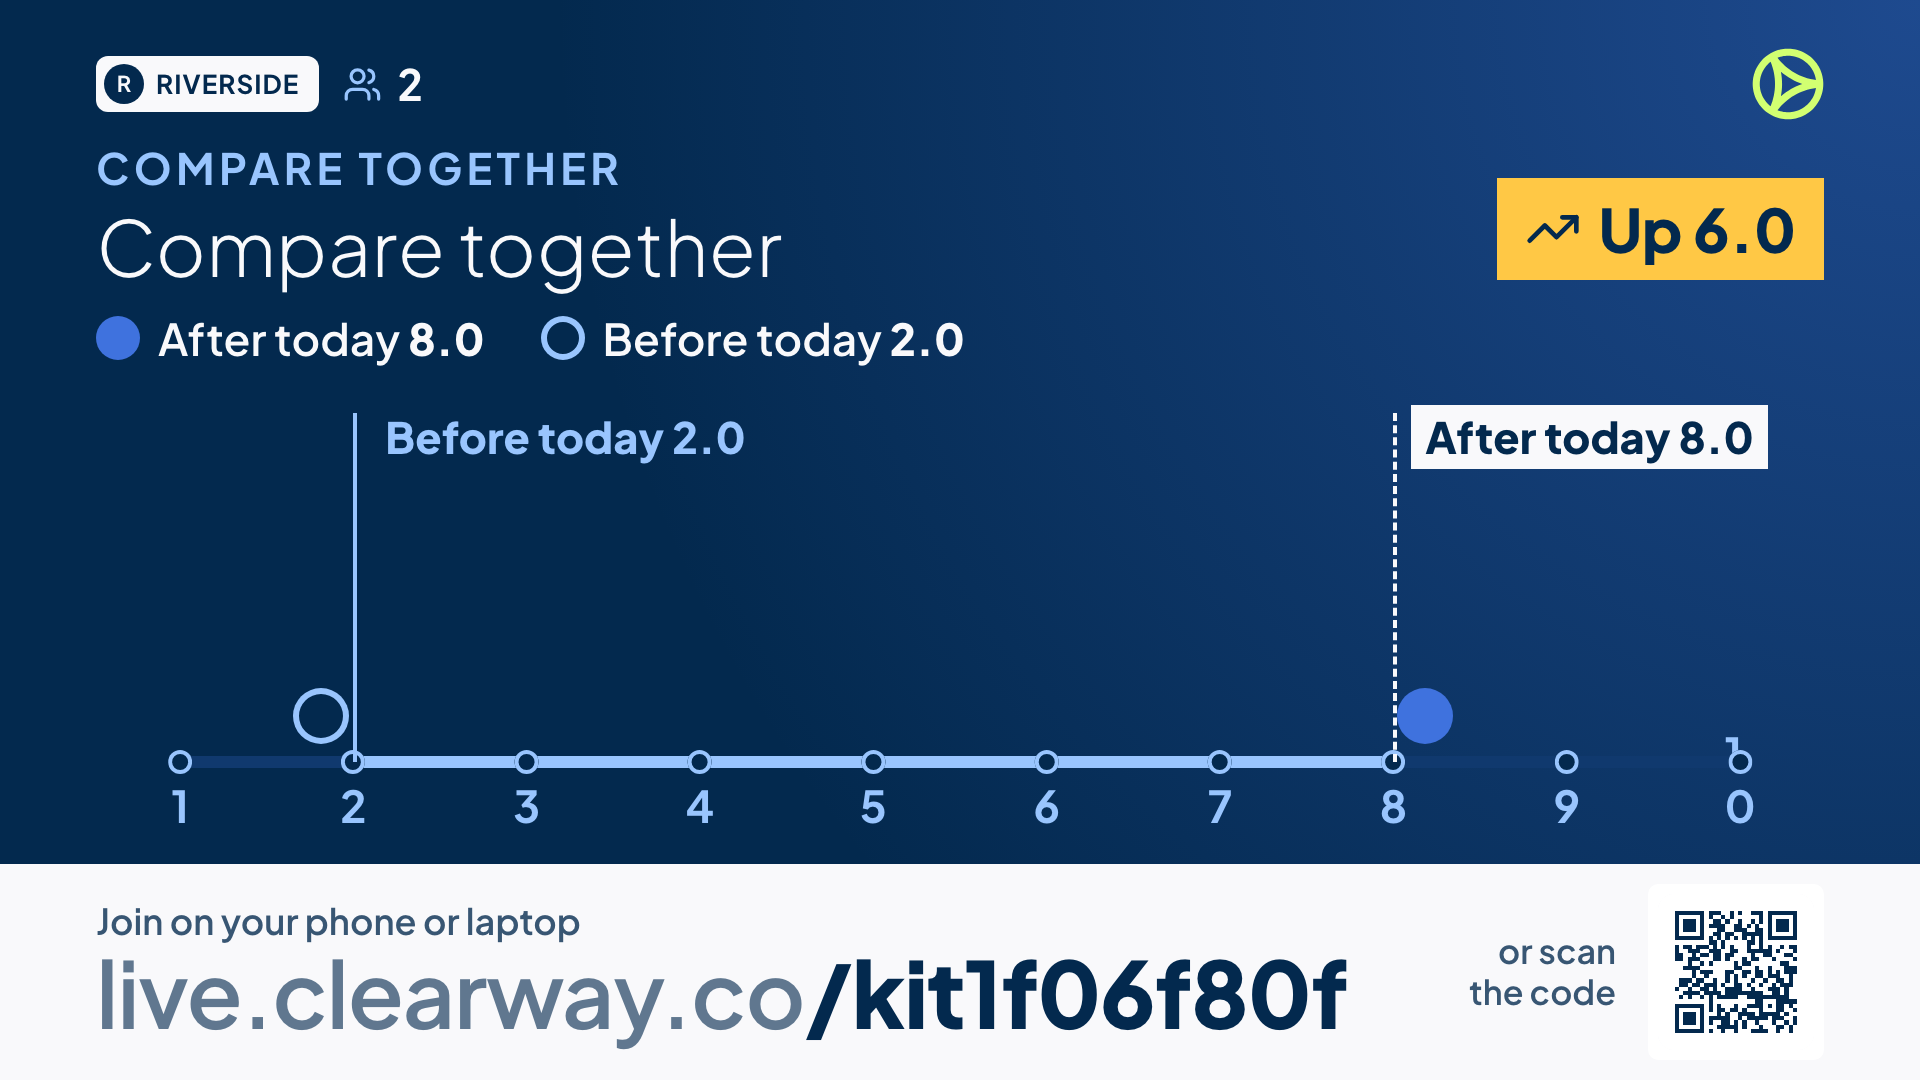 R RIVERSIDE 2
COMPARE TOGETHER
Compare together
Up 6.0
After today 8.0 Before today 2.0
Before today 2.0
After today 8.0
1 2 3 4 5 6 7 8 9 10
Join on your phone or laptop
live.clearway.co/kit1f06f80f
or scan
the code